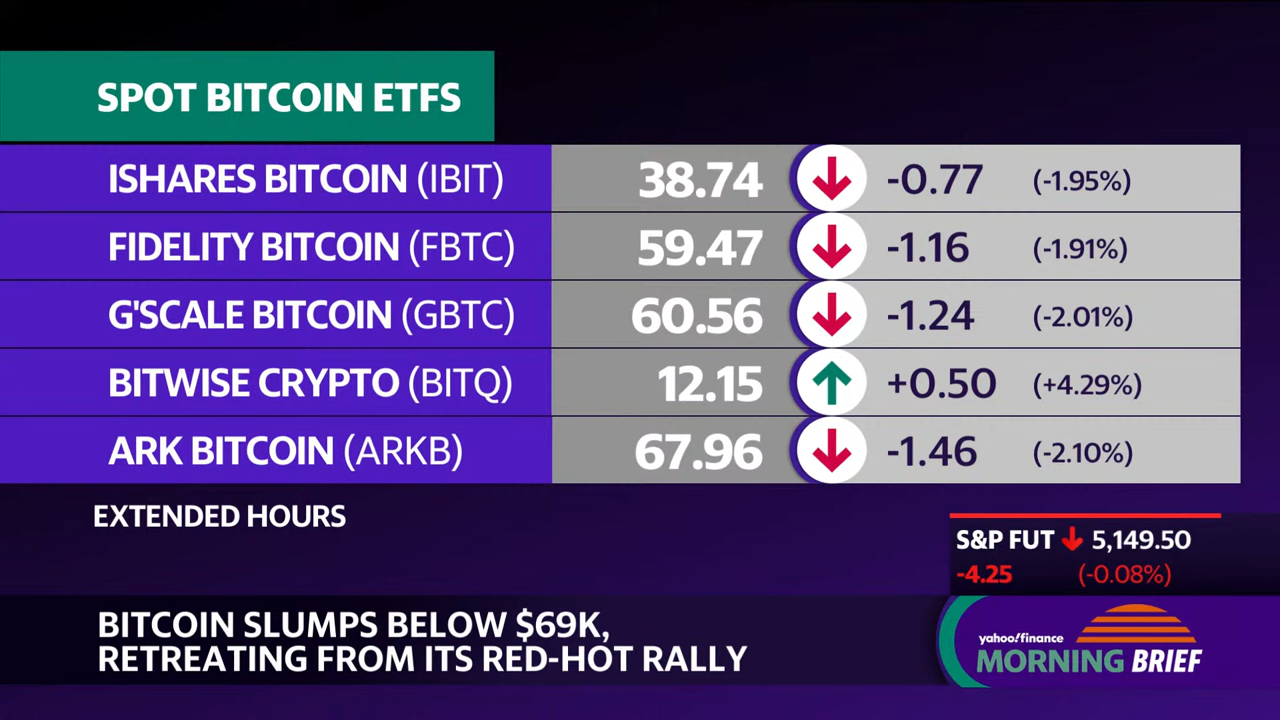 SPOT BITCOIN ETFS
ISHARES BITCOIN (IBIT) 38.74 -0.77 (-1.95%)
FIDELITY BITCOIN (FBTC) 59.47 -1.16 (-1.91%)
G'SCALE BITCOIN (GBTC) 60.56 -1.24 (-2.01%)
BITWISE CRYPTO (BITQ) 12.15 +0.50 (+4.29%)
ARK BITCOIN (ARKB) 67.96 -1.46 (-2.10%)
EXTENDED HOURS
S&P FUT 5,149.50
-4.25 (-0.08%)
BITCOIN SLUMPS BELOW $69K,
RETREATING FROM ITS RED-HOT RALLY
yahoo!finance
MORNING BRIEF